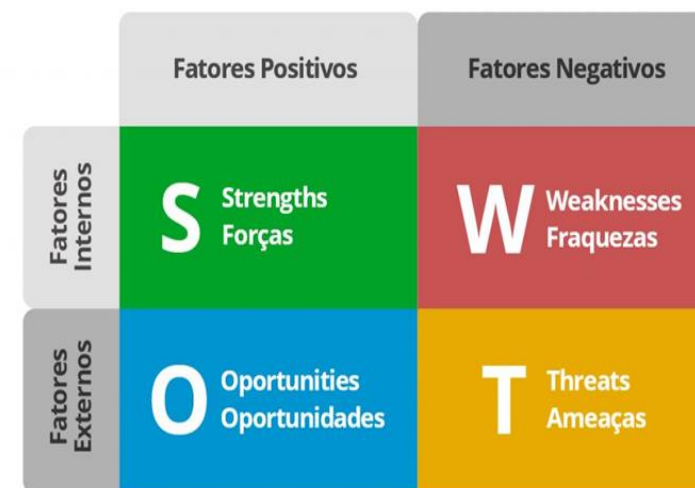 Fatores Positivos
Fatores Negativos
Fatores
Internos
S
Strengths
Forças
W
Weaknesses
Fraquezas
Fatores
Externos
O
Oportunities
Oportunidades
T
Threats
Ameaças